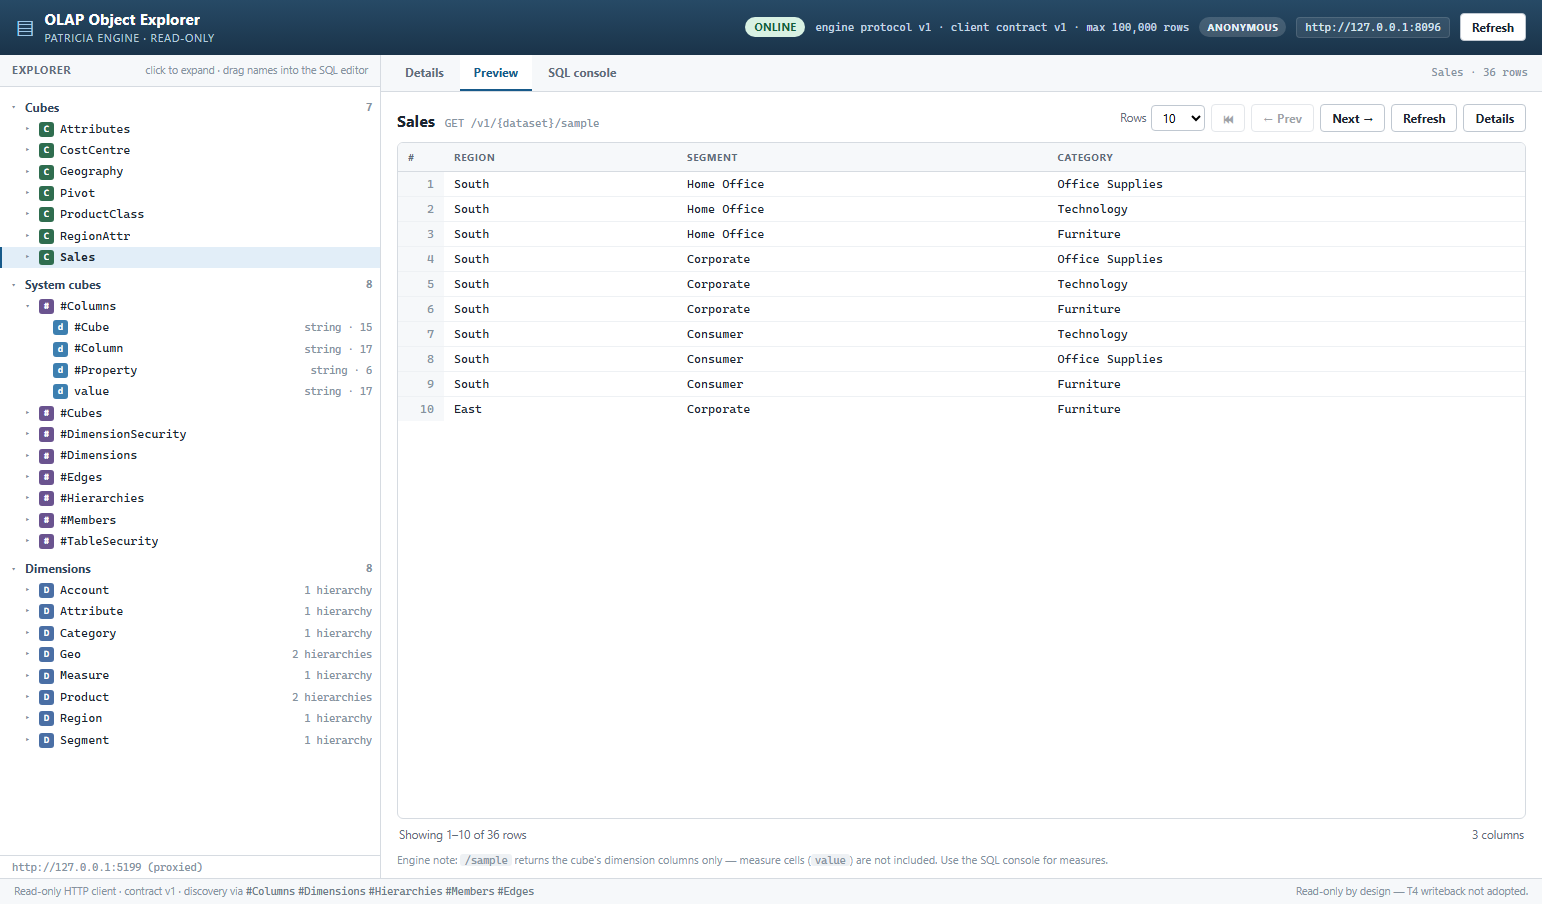 OLAP Object Explorer
PATRICIA ENGINE · READ-ONLY
ONLINE engine protocol v1 · client contract v1 · max 100,000 rows ANONYMOUS http://127.0.0.1:8096 Refresh
EXPLORER click to expand · drag names into the SQL editor
Cubes 7
C Attributes
C CostCentre
C Geography
C Pivot
C ProductClass
C RegionAttr
C Sales
System cubes 8
# #Columns
d #Cube string · 15
d #Column string · 17
d #Property string · 6
d value string · 17
# #Cubes
# #DimensionSecurity
# #Dimensions
# #Edges
# #Hierarchies
# #Members
# #TableSecurity
Dimensions 8
D Account 1 hierarchy
D Attribute 1 hierarchy
D Category 1 hierarchy
D Geo 2 hierarchies
D Measure 1 hierarchy
D Product 2 hierarchies
D Region 1 hierarchy
D Segment 1 hierarchy
http://127.0.0.1:5199 (proxied)
Details Preview SQL console Sales · 36 rows
Sales GET /v1/{dataset}/sample Rows 10 ⏮ ← Prev Next → Refresh Details
# REGION SEGMENT CATEGORY
1 South Home Office Office Supplies
2 South Home Office Technology
3 South Home Office Furniture
4 South Corporate Office Supplies
5 South Corporate Technology
6 South Corporate Furniture
7 South Consumer Technology
8 South Consumer Office Supplies
9 South Consumer Furniture
10 East Corporate Furniture
Showing 1–10 of 36 rows 3 columns
Engine note: /sample returns the cube's dimension columns only — measure cells (value) are not included. Use the SQL console for measures.
Read-only HTTP client · contract v1 · discovery via #Columns #Dimensions #Hierarchies #Members #Edges Read-only by design — T4 writeback not adopted.